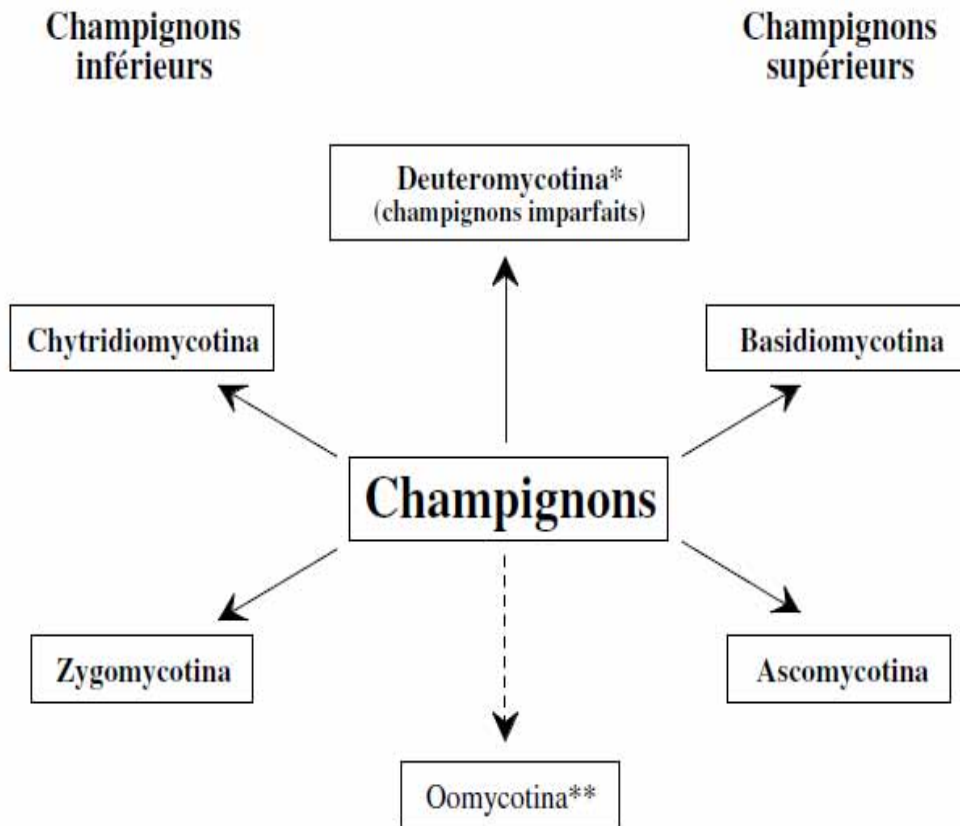 Champignons
inférieurs
Champignons
supérieurs
Deuteromycotina*
(champignons imparfaits)
Chytridiomycotina
Basidiomycotina
Champignons
Zygomycotina
Ascomycotina
Oomycotina**